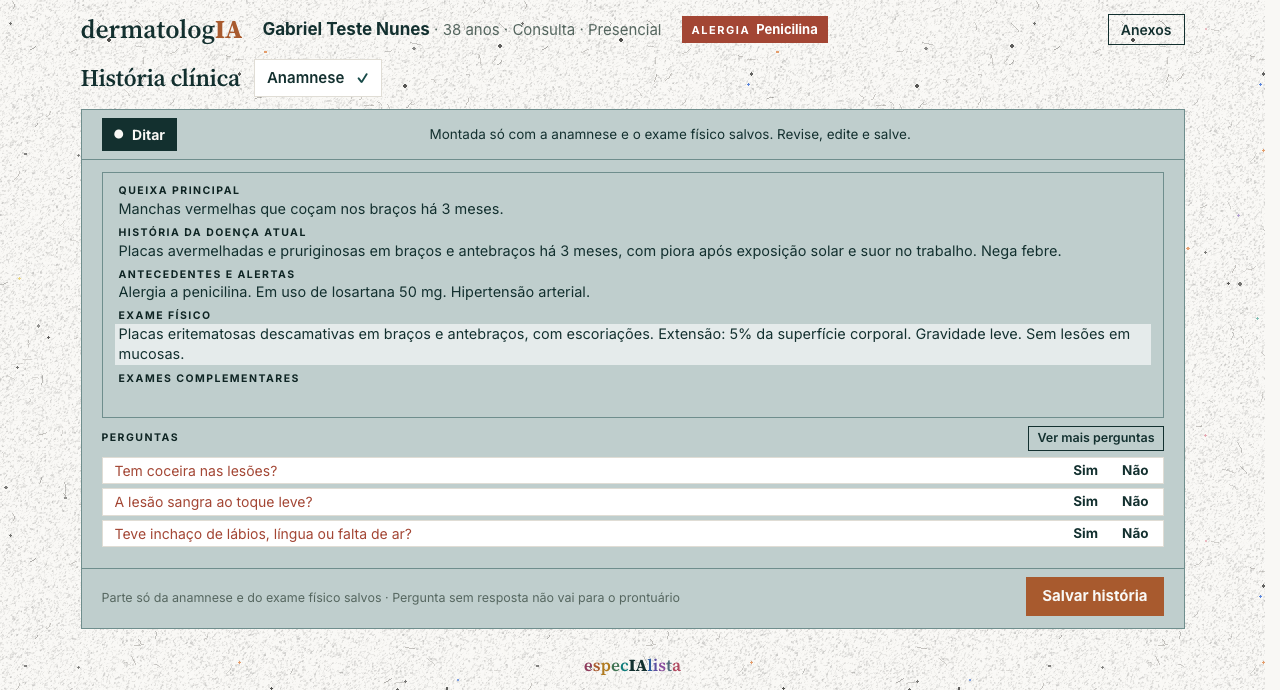 dermatologIA Gabriel Teste Nunes · 38 anos · Consulta · Presencial ALERGIA Penicilina Anexos
História clínica Anamnese ✓
Ditar Montada só com a anamnese e o exame físico salvos. Revise, edite e salve.
QUEIXA PRINCIPAL
Manchas vermelhas que coçam nos braços há 3 meses.
HISTÓRIA DA DOENÇA ATUAL
Placas avermelhadas e pruriginosas em braços e antebraços há 3 meses, com piora após exposição solar e suor no trabalho. Nega febre.
ANTECEDENTES E ALERTAS
Alergia a penicilina. Em uso de losartana 50 mg. Hipertensão arterial.
EXAME FÍSICO
Placas eritematosas descamativas em braços e antebraços, com escoriações. Extensão: 5% da superfície corporal. Gravidade leve. Sem lesões em
mucosas.
EXAMES COMPLEMENTARES
PERGUNTAS Ver mais perguntas
Tem coceira nas lesões? Sim Não
A lesão sangra ao toque leve? Sim Não
Teve inchaço de lábios, língua ou falta de ar? Sim Não
Parte só da anamnese e do exame físico salvos · Pergunta sem resposta não vai para o prontuário Salvar história
especIAlista